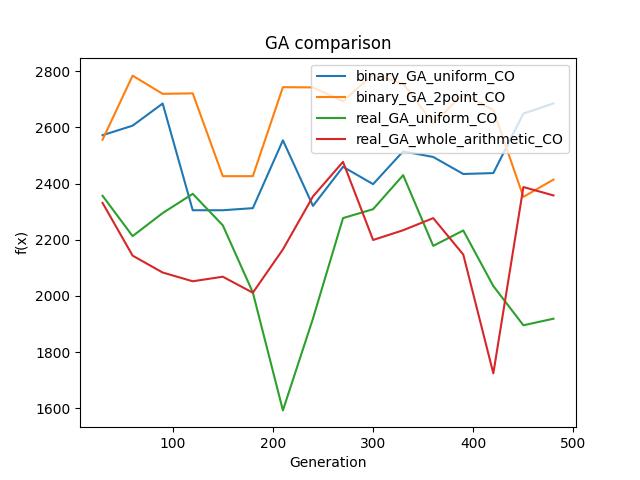 GA comparison
binary_GA_uniform_CO
binary_GA_2point_CO
real_GA_uniform_CO
real_GA_whole_arithmetic_CO
2800
2600
2400
2200
2000
1800
1600
f(x)
100 200 300 400 500
Generation